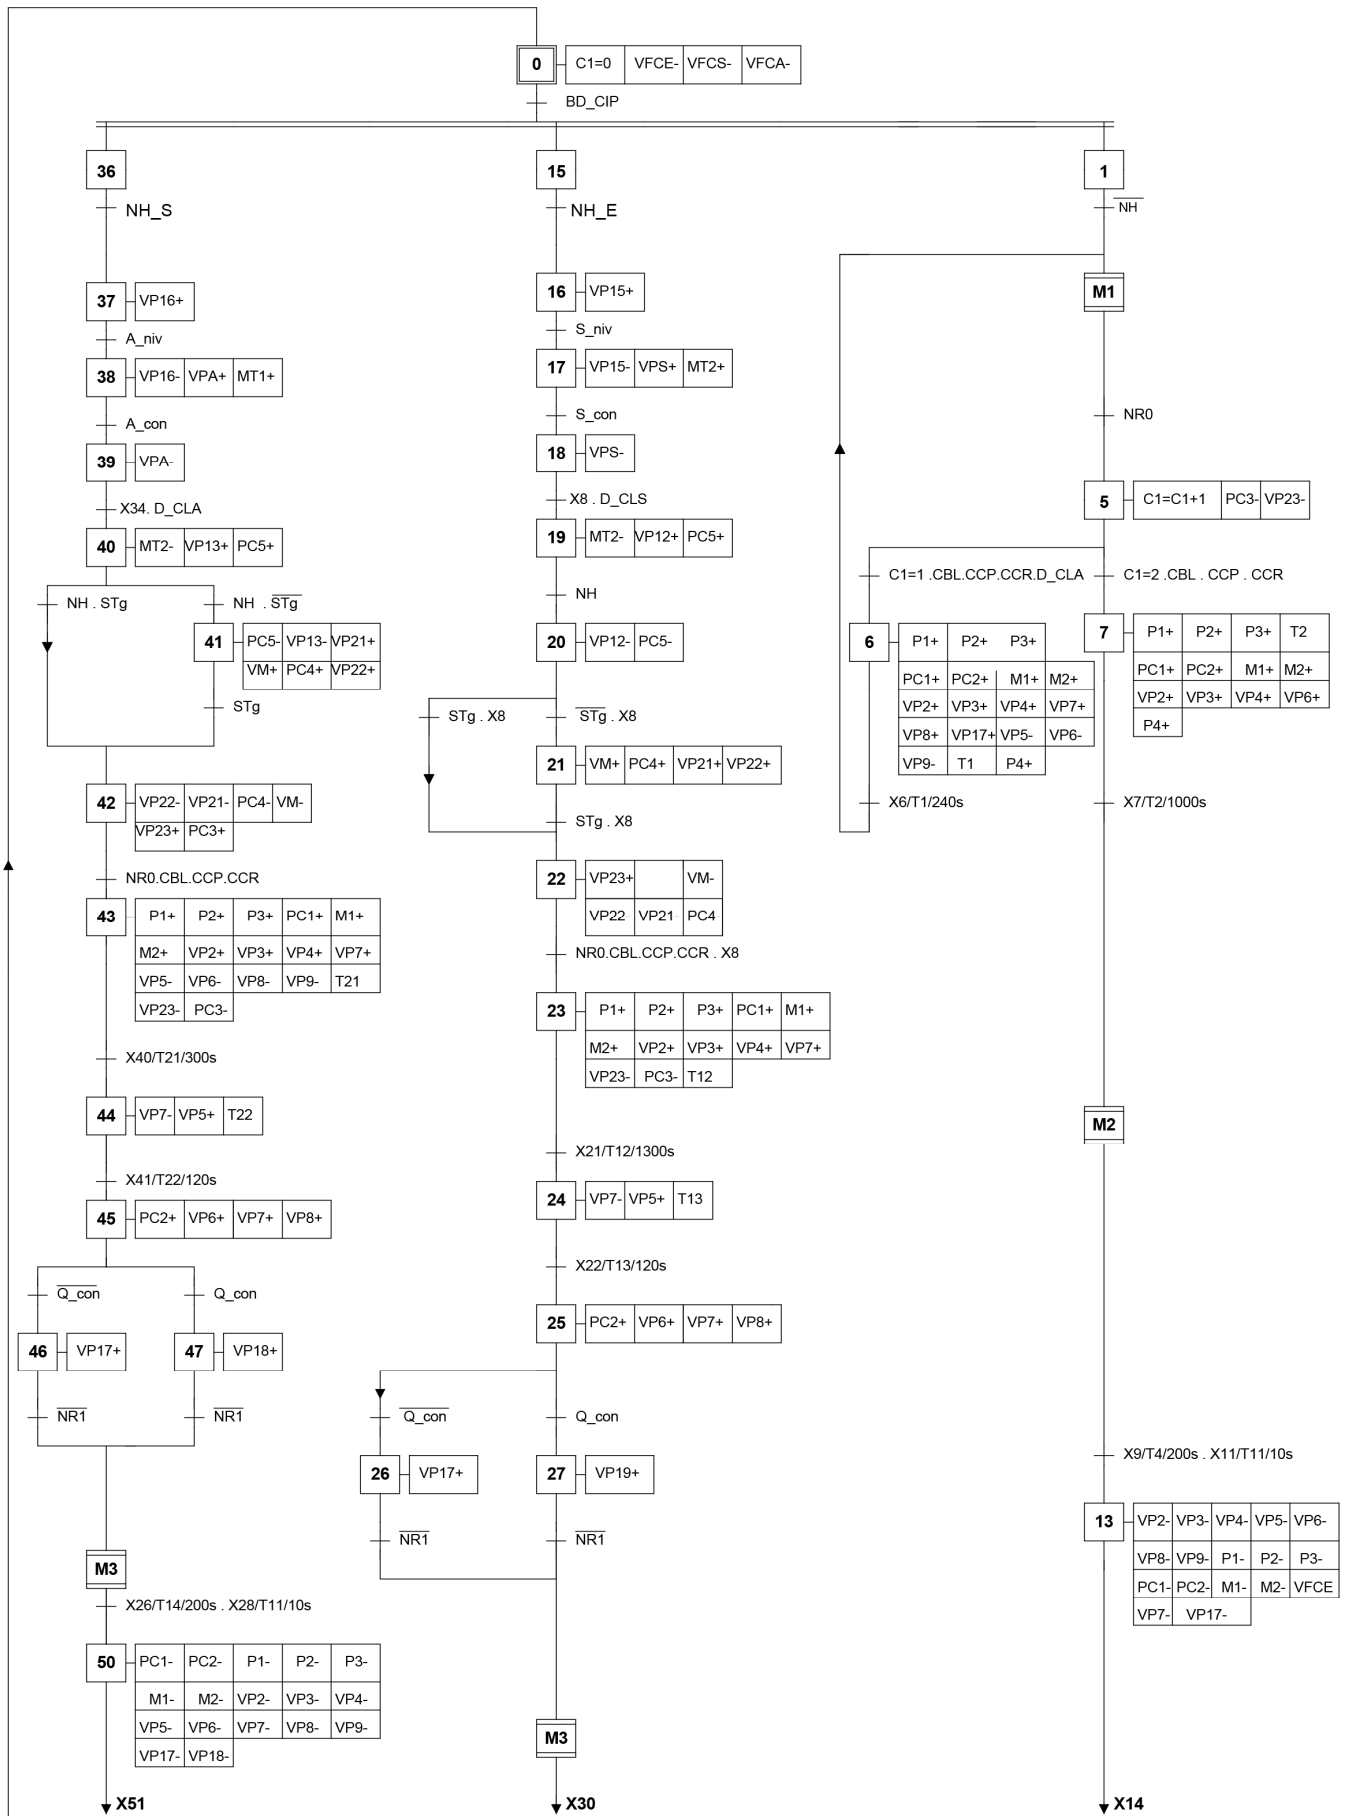 0 C1=0 VFCE- VFCS- VFCA-
BD_CIP
36 15 1
NH_S NH_E N̅H̅
37 VP16+ 16 VP15+ M1
A_niv S_niv
38 VP16- VPA+ MT1+ 17 VP15- VPS+ MT2+
A_con S_con NR0
39 VPA- 18 VPS-
X34. D_CLA X8 . D_CLS 5 C1=C1+1 PC3- VP23-
40 MT2- VP13+ PC5+ 19 MT2- VP12+ PC5+
C1=1 .CBL.CCP.CCR.D_CLA C1=2 .CBL . CCP . CCR
NH . STg NH . S̅T̅g̅ NH
41 PC5- VP13- VP21+ 20 VP12- PC5- 6 P1+ P2+ P3+ 7 P1+ P2+ P3+ T2
VM+ PC4+ VP22+ PC1+ PC2+ M1+ M2+ PC1+ PC2+ M1+ M2+
STg STg . X8 S̅T̅g̅ . X8 VP2+ VP3+ VP4+ VP7+ VP2+ VP3+ VP4+ VP6+
VP8+ VP17+ VP5- VP6- P4+
21 VM+ PC4+ VP21+ VP22+ VP9- T1 P4+
42 VP22- VP21- PC4- VM- X6/T1/240s X7/T2/1000s
VP23+ PC3+ STg . X8
NR0.CBL.CCP.CCR 22 VP23+ VM-
43 P1+ P2+ P3+ PC1+ M1+ VP22- VP21- PC4
M2+ VP2+ VP3+ VP4+ VP7+ NR0.CBL.CCP.CCR . X8
VP5- VP6- VP8- VP9- T21
VP23- PC3- 23 P1+ P2+ P3+ PC1+ M1+
M2+ VP2+ VP3+ VP4+ VP7+
X40/T21/300s VP23- PC3- T12
44 VP7- VP5+ T22 M2
X41/T22/120s X21/T12/1300s
45 PC2+ VP6+ VP7+ VP8+ 24 VP7- VP5+ T13
X22/T13/120s
Q̅_̅c̅o̅n̅ Q_con
46 VP17+ 47 VP18+ 25 PC2+ VP6+ VP7+ VP8+
N̅R̅1̅ N̅R̅1̅ Q̅_̅c̅o̅n̅ Q_con
X9/T4/200s . X11/T11/10s
26 VP17+ 27 VP19+
13 VP2- VP3- VP4- VP5- VP6-
N̅R̅1̅ N̅R̅1̅ VP8- VP9- P1- P2- P3-
M3 PC1- PC2- M1- M2- VFCE
X26/T14/200s . X28/T11/10s VP7- VP17-
50 PC1- PC2- P1- P2- P3-
M1- M2- VP2- VP3- VP4-
VP5- VP6- VP7- VP8- VP9- M3
VP17- VP18-
X51 X30 X14